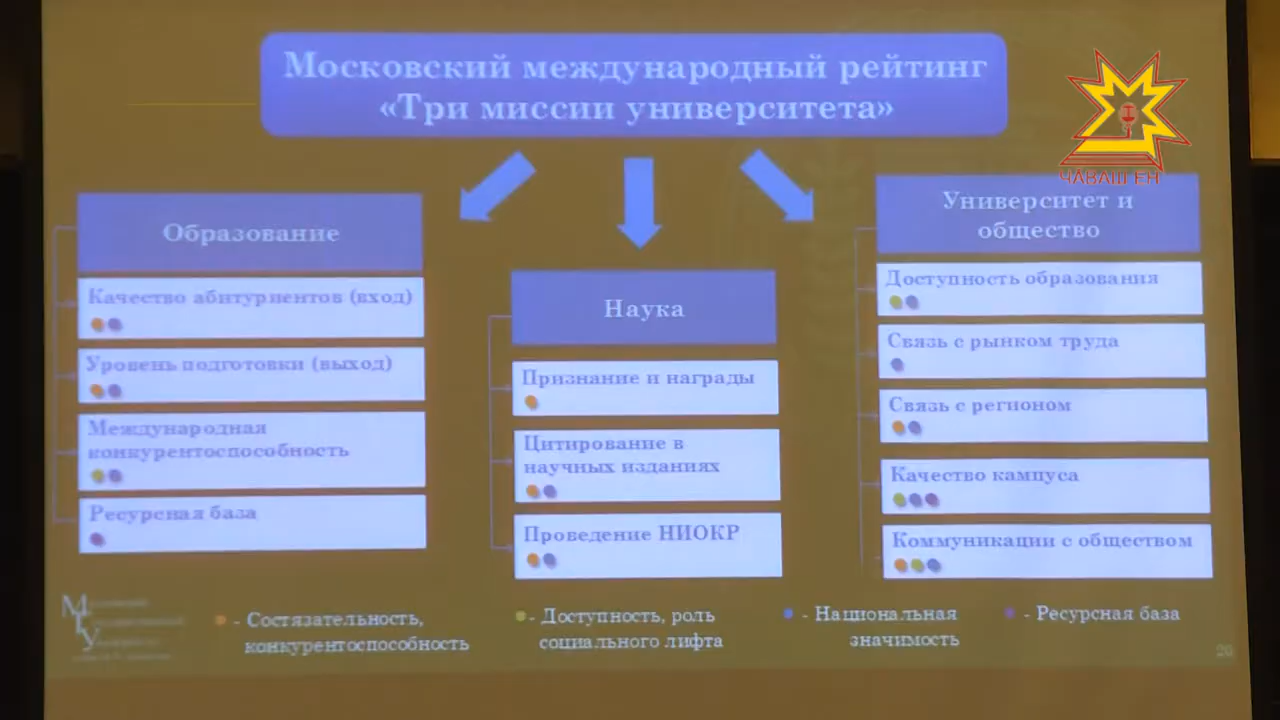 Московский международный рейтинг
«Три миссии университета»
ЧĂВАШ ЕН
Образование
Качество абитуриентов (вход)
Уровень подготовки (выход)
Международная
конкурентоспособность
Ресурсная база
Наука
Признание и награды
Цитирование в
научных изданиях
Проведение НИОКР
Университет и
общество
Доступность образования
Связь с рынком труда
Связь с регионом
Качество кампуса
Коммуникации с обществом
- Состязательность,
конкурентоспособность
- Доступность, роль
социального лифта
- Национальная
значимость
- Ресурсная база
20